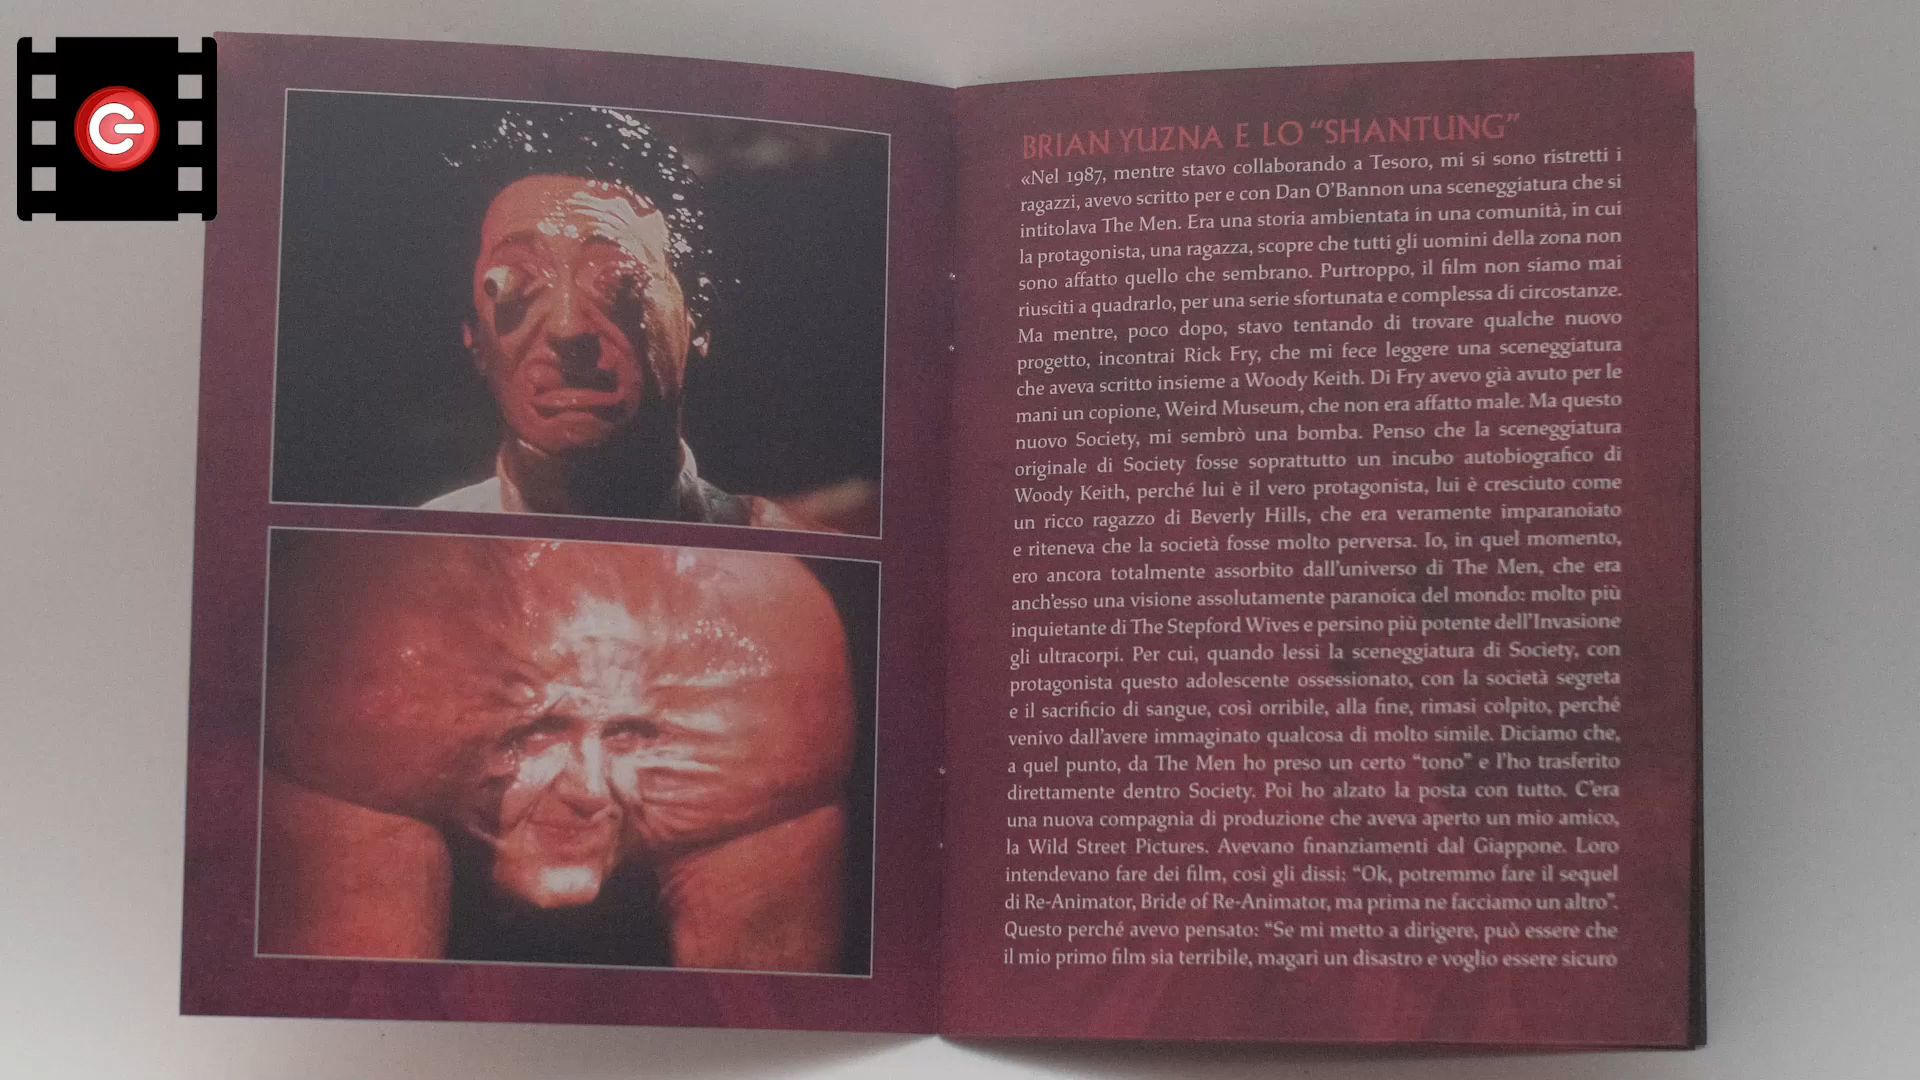 BRIAN YUZNA E LO “SHANTUNG”
«Nel 1987, mentre stavo collaborando a Tesoro, mi si sono ristretti i
ragazzi, avevo scritto per e con Dan O’Bannon una sceneggiatura che si
intitolava The Men. Era una storia ambientata in una comunità, in cui
la protagonista, una ragazza, scopre che tutti gli uomini della zona non
sono affatto quello che sembrano. Purtroppo, il film non siamo mai
riusciti a quadrarlo, per una serie sfortunata e complessa di circostanze.
Ma mentre, poco dopo, stavo tentando di trovare qualche nuovo
progetto, incontrai Rick Fry, che mi fece leggere una sceneggiatura
che aveva scritto insieme a Woody Keith. Di Fry avevo già avuto per le
mani un copione, Weird Museum, che non era affatto male. Ma questo
nuovo Society, mi sembrò una bomba. Penso che la sceneggiatura
originale di Society fosse soprattutto un incubo autobiografico di
Woody Keith, perché lui è il vero protagonista, lui è cresciuto come
un ricco ragazzo di Beverly Hills, che era veramente imparanoiato
e riteneva che la società fosse molto perversa. Io, in quel momento,
ero ancora totalmente assorbito dall’universo di The Men, che era
anch’esso una visione assolutamente paranoica del mondo: molto più
inquietante di The Stepford Wives e persino più potente dell’Invasione
gli ultracorpi. Per cui, quando lessi la sceneggiatura di Society, con
protagonista questo adolescente ossessionato, con la società segreta
e il sacrificio di sangue, così orribile, alla fine, rimasi colpito, perché
venivo dall’avere immaginato qualcosa di molto simile. Diciamo che,
a quel punto, da The Men ho preso un certo “tono” e l’ho trasferito
direttamente dentro Society. Poi ho alzato la posta con tutto. C’era
una nuova compagnia di produzione che aveva aperto un mio amico,
la Wild Street Pictures. Avevano finanziamenti dal Giappone. Loro
intendevano fare dei film, così gli dissi: “Ok, potremmo fare il sequel
di Re-Animator, Bride of Re-Animator, ma prima ne facciamo un altro”.
Questo perché avevo pensato: “Se mi metto a dirigere, può essere che
il mio primo film sia terribile, magari un disastro e voglio essere sicuro